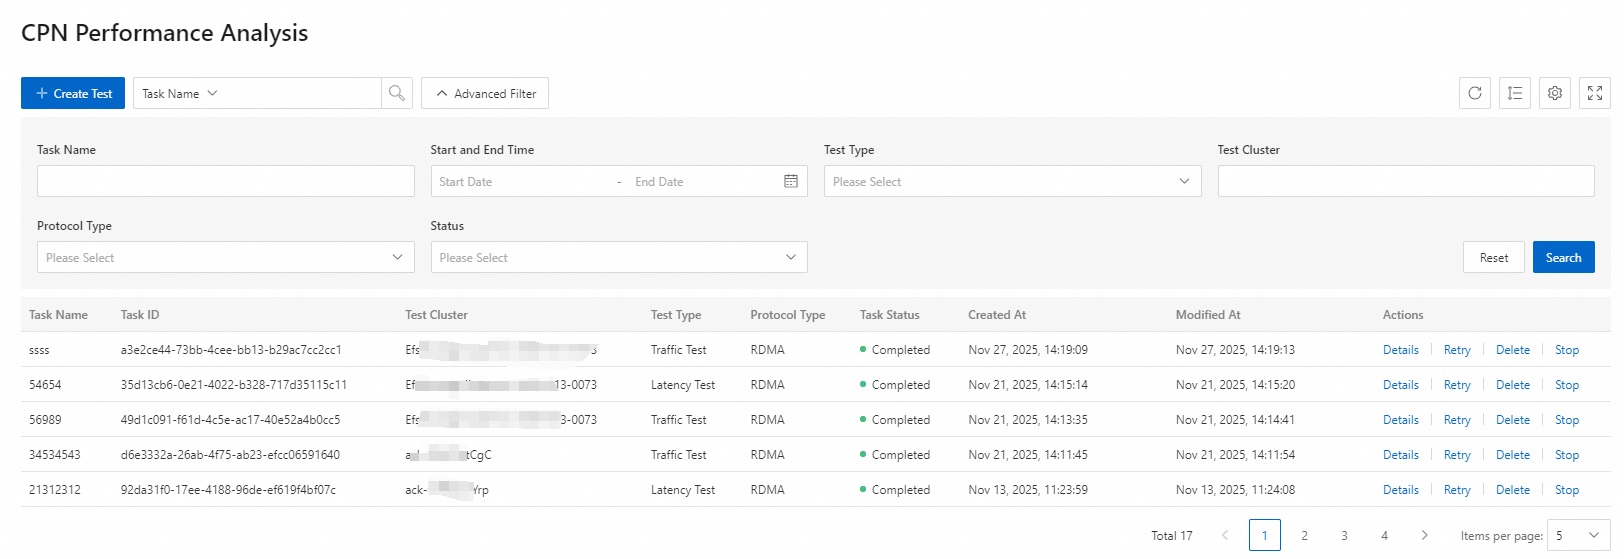 CPN Performance Analysis
Create Test Task Name Advanced Filter
Task Name Start and End Time Test Type Test Cluster
Start Date - End Date Please Select
Protocol Type Status
Please Select Please Select Reset Search
Task Name Task ID Test Cluster Test Type Protocol Type Task Status Created At Modified At Actions
ssss a3e2ce44-73bb-4cee-bb13-b29ac7cc2cc1 Traffic Test RDMA Completed Nov 27, 2025, 14:19:09 Nov 27, 2025, 14:19:13 Details Retry Delete Stop
54654 35d13cb6-0e21-4022-b328-717d35115c11 13-0073 Latency Test RDMA Completed Nov 21, 2025, 14:15:14 Nov 21, 2025, 14:15:20 Details Retry Delete Stop
56989 49d1c091-f61d-4c5e-ac17-40e52a4b0cc5 Efs 3-0073 Traffic Test RDMA Completed Nov 21, 2025, 14:13:35 Nov 21, 2025, 14:14:41 Details Retry Delete Stop
34534543 d6e3332a-26ab-4f75-ab23-efcc06591640 tCgC Traffic Test RDMA Completed Nov 21, 2025, 14:11:45 Nov 21, 2025, 14:11:54 Details Retry Delete Stop
21312312 92da31f0-17ee-4188-96de-ef619f4bf07c ack- Yrp Latency Test RDMA Completed Nov 13, 2025, 11:23:59 Nov 13, 2025, 11:24:08 Details Retry Delete Stop
Total 17 1 2 3 4 Items per page: 5